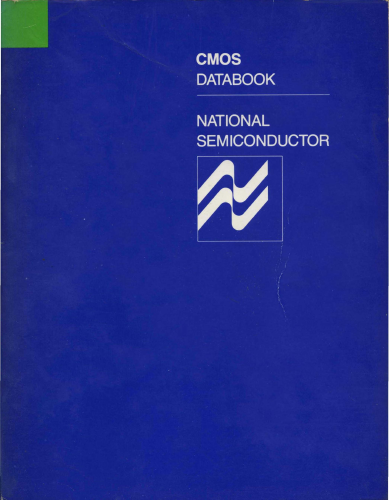 CMOS
DATABOOK
NATIONAL
SEMICONDUCTOR